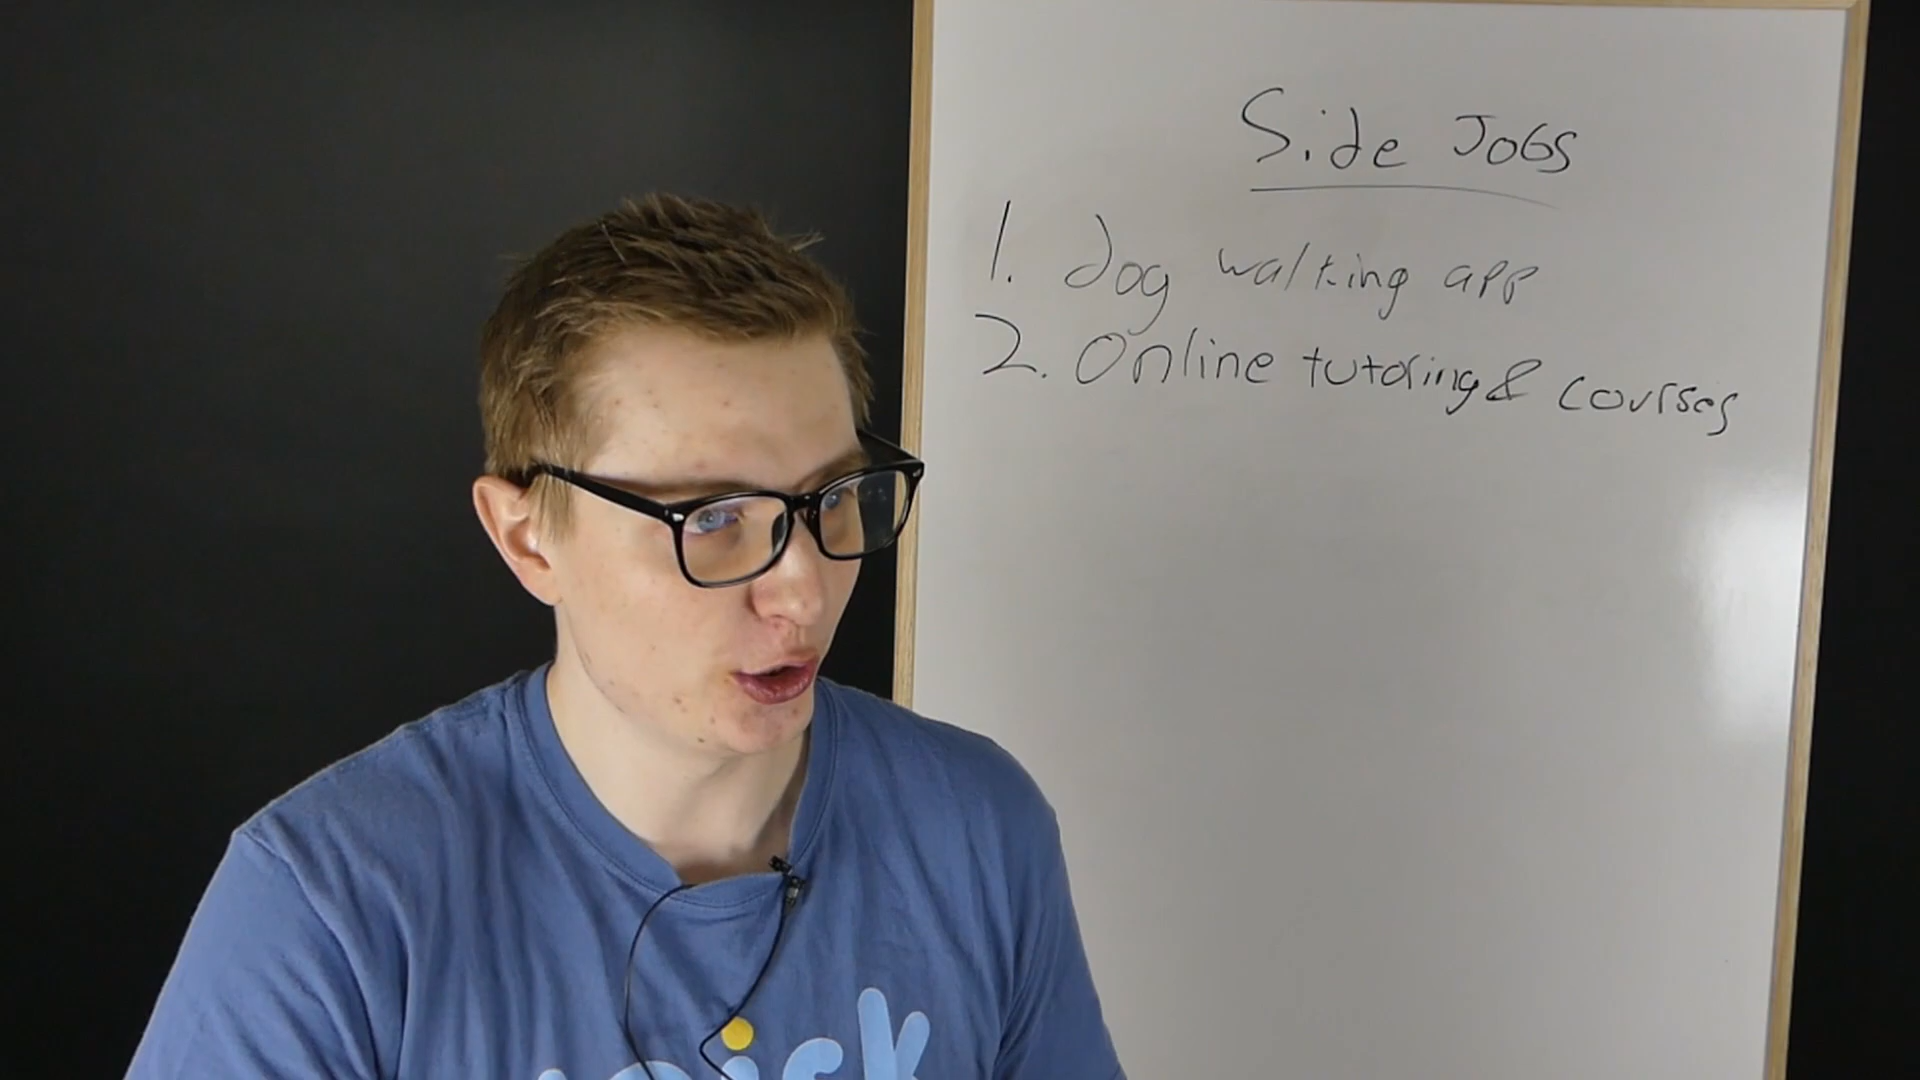 Side JOBS
1. dog walking app
2. Online tutoring & courses